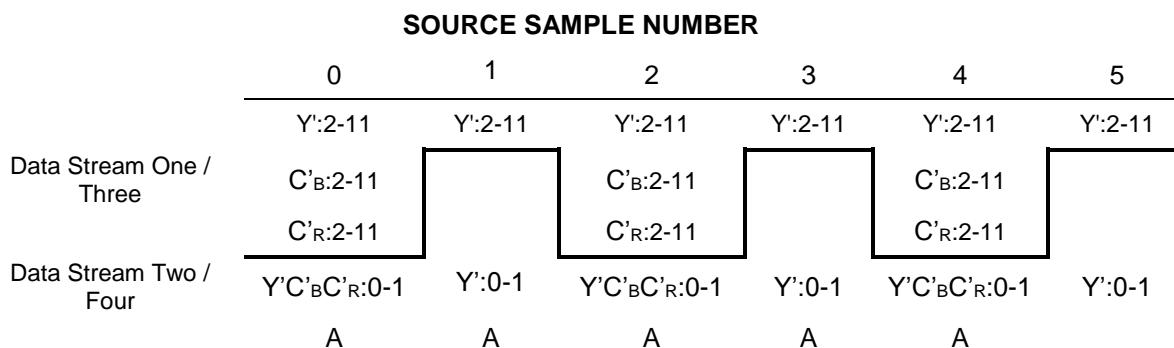 SOURCE SAMPLE NUMBER
0 1 2 3 4 5
Y':2-11 Y':2-11 Y':2-11 Y':2-11 Y':2-11 Y':2-11
Data Stream One /
Three
C’B:2-11 C’B:2-11 C’B:2-11
C’R:2-11 C’R:2-11 C’R:2-11
Data Stream Two /
Four
Y’C’BC’R:0-1 Y’:0-1 Y’C’BC’R:0-1 Y’:0-1 Y’C’BC’R:0-1 Y’:0-1
A A A A A